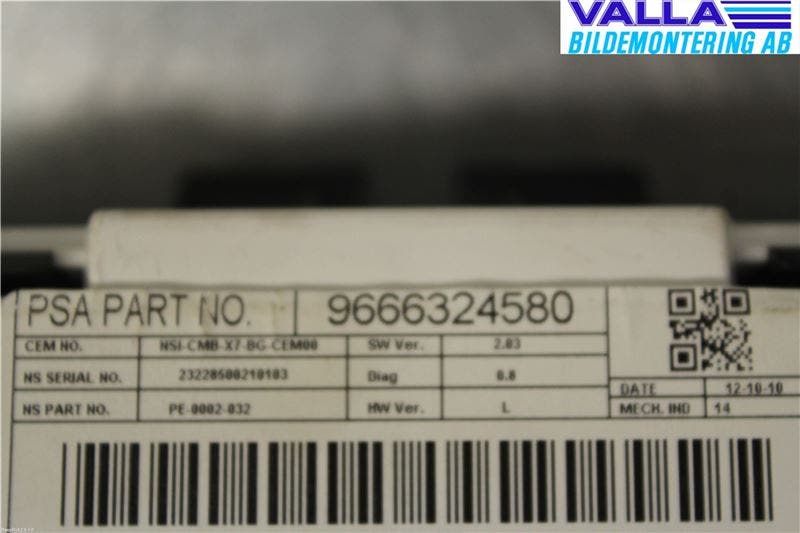 VALLA
BILDEMONTERING AB
PSA PART NO. 9666324580
CEM NO. NSI-CMB-X7-BG-CEM00 SW Ver. 2.03
NS SERIAL NO. 23220500210103 Diag 0.8
NS PART NO. PE-0002-032 HW Ver. L
DATE 12-10-10
MECH. IND 14